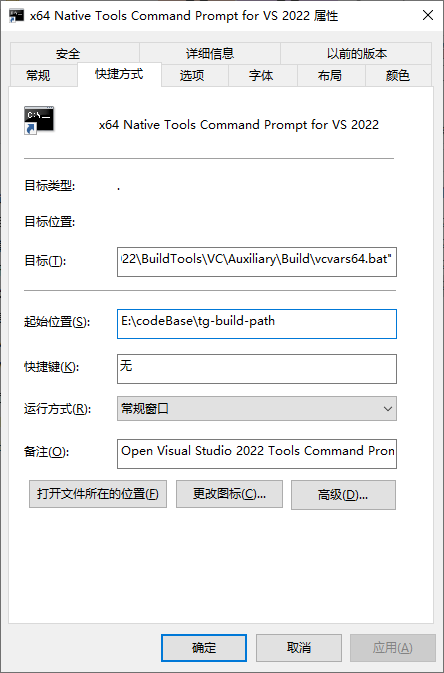 x64 Native Tools Command Prompt for VS 2022 属性
安全 详细信息 以前的版本
常规 快捷方式 选项 字体 布局 颜色
C:\
x64 Native Tools Command Prompt for VS 2022
目标类型: .
目标位置:
目标(T): 022\BuildTools\VC\Auxiliary\Build\vcvars64.bat"
起始位置(S): E:\codeBase\tg-build-path
快捷键(K): 无
运行方式(R): 常规窗口
备注(O): Open Visual Studio 2022 Tools Command Pron
打开文件所在的位置(F) 更改图标(C)... 高级(D)...
确定 取消 应用(A)